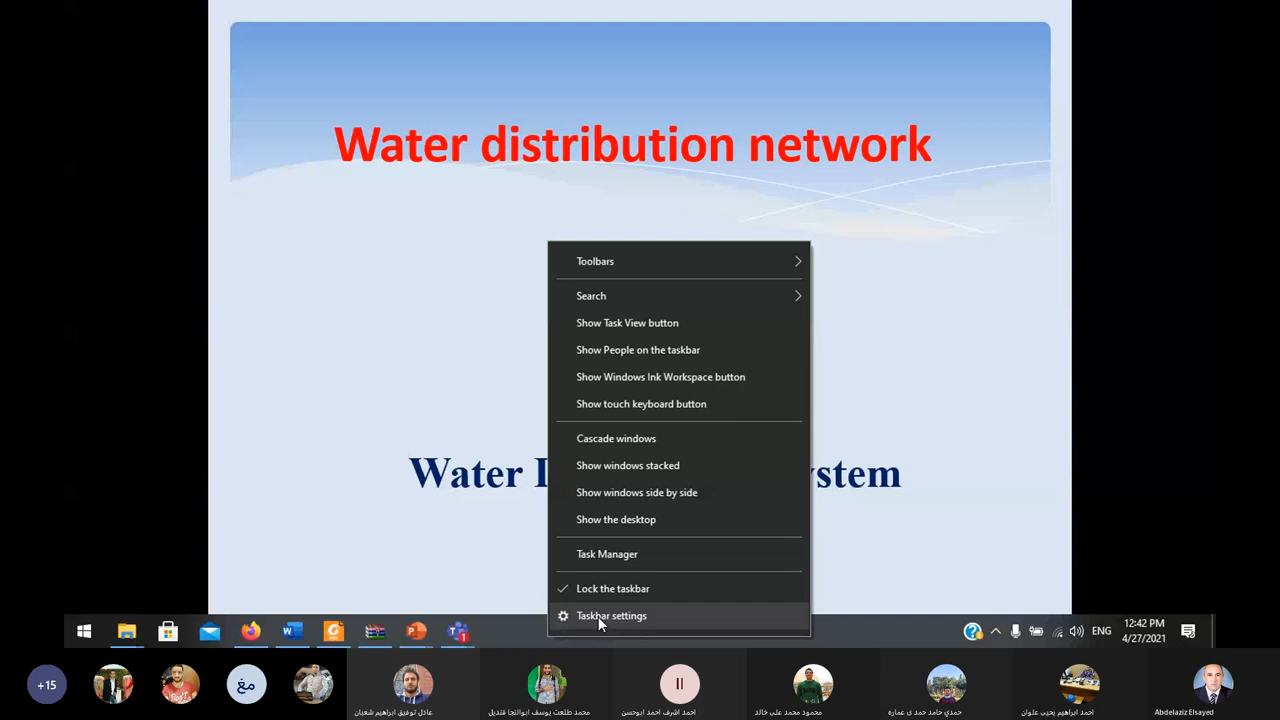 Water distribution network
Toolbars
Search
Show Task View button
Show People on the taskbar
Show Windows Ink Workspace button
Show touch keyboard button
Cascade windows
Show windows stacked
Show windows side by side
Show the desktop
Task Manager
Lock the taskbar
Taskbar settings
Water
ystem
ENG
12:42 PM
4/27/2021
+15
مغ
عادل توفيق ابراهيم شعبان
محمد طلعت يوسف ابوالنجا قنديل
احمد اشرف احمد ابوحسن
محمود محمد على خالد
حمدي حامد حمد ى عماره
احمد ابراهيم يحيى علوان
Abdelaziz Elsayed